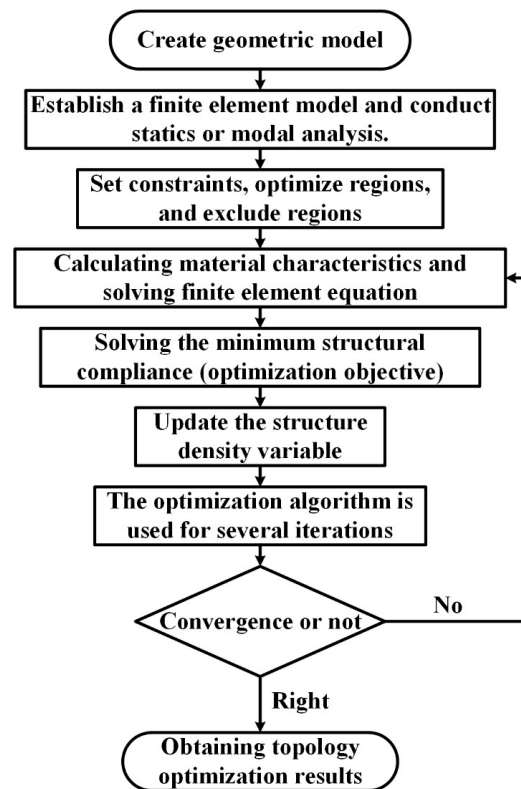 Create geometric model
Establish a finite element model and conduct
statics or modal analysis.
Set constraints, optimize regions,
and exclude regions
Calculating material characteristics and
solving finite element equation
Solving the minimum structural
compliance (optimization objective)
Update the structure
density variable
The optimization algorithm is
used for several iterations
Convergence or not
No
Right
Obtaining topology
optimization results